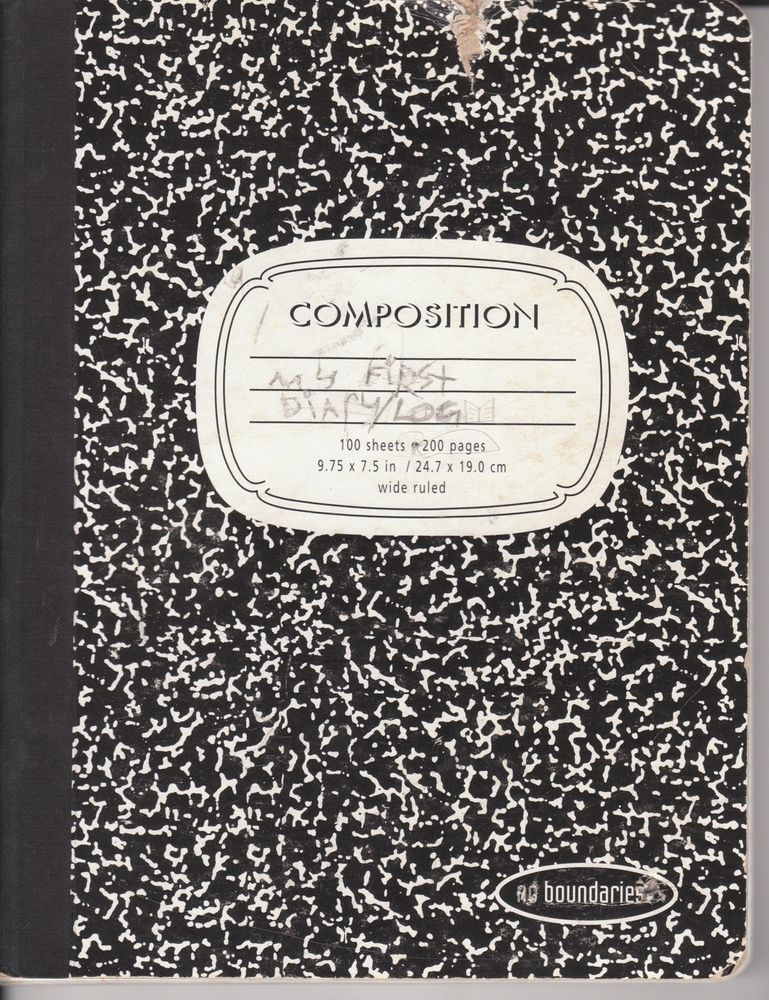 COMPOSITION
My FiRSt
DiARY/LOG
100 sheets • 200 pages
9.75 x 7.5 in / 24.7 x 19.0 cm
wide ruled
no boundaries